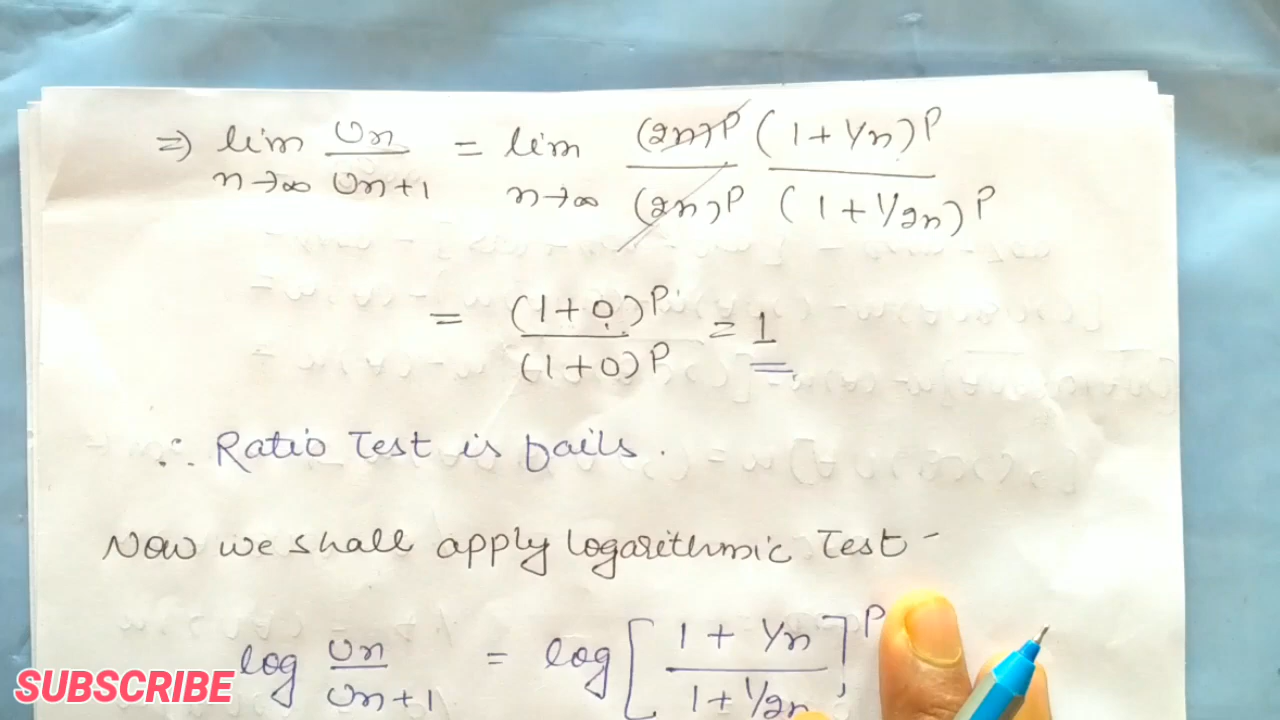 ⇒ lim n→∞ Un/Un+1 = lim n→∞ (2n)^P (1+1/n)^P / (2n)^P (1+1/2n)^P
= (1+0)^P / (1+0)^P = 1
∴ Ratio Test is fails.
Now we shall apply logarithmic Test -
log Un/Un+1 = log [ 1+1/n / 1+1/2n ]^P
SUBSCRIBE